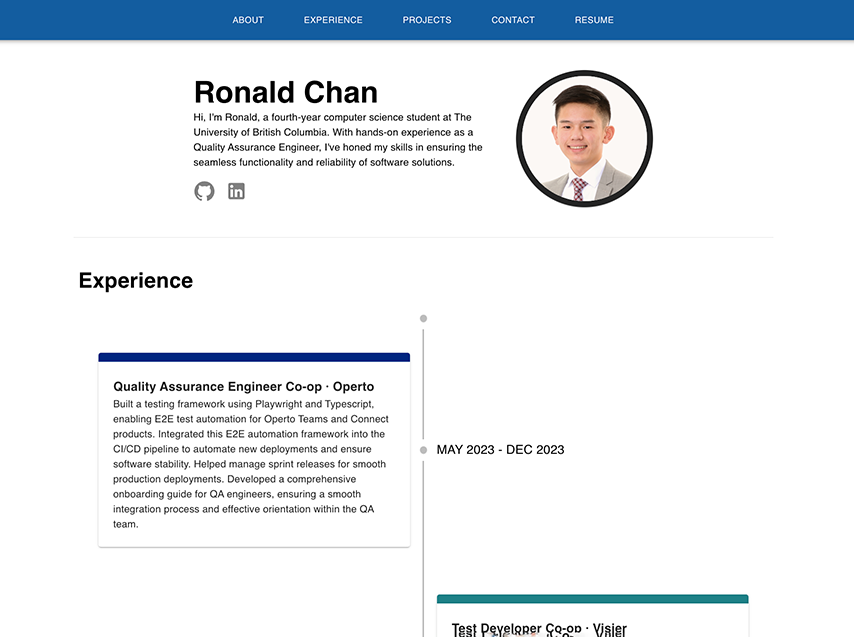 ABOUT EXPERIENCE PROJECTS CONTACT RESUME
Ronald Chan
Hi, I'm Ronald, a fourth-year computer science student at The
University of British Columbia. With hands-on experience as a
Quality Assurance Engineer, I've honed my skills in ensuring the
seamless functionality and reliability of software solutions.
in
Experience
Quality Assurance Engineer Co-op · Operto
Built a testing framework using Playwright and Typescript,
enabling E2E test automation for Operto Teams and Connect
products. Integrated this E2E automation framework into the
CI/CD pipeline to automate new deployments and ensure
software stability. Helped manage sprint releases for smooth
production deployments. Developed a comprehensive
onboarding guide for QA engineers, ensuring a smooth
integration process and effective orientation within the QA
team.
MAY 2023 - DEC 2023
Test Developer Co-op · Visier